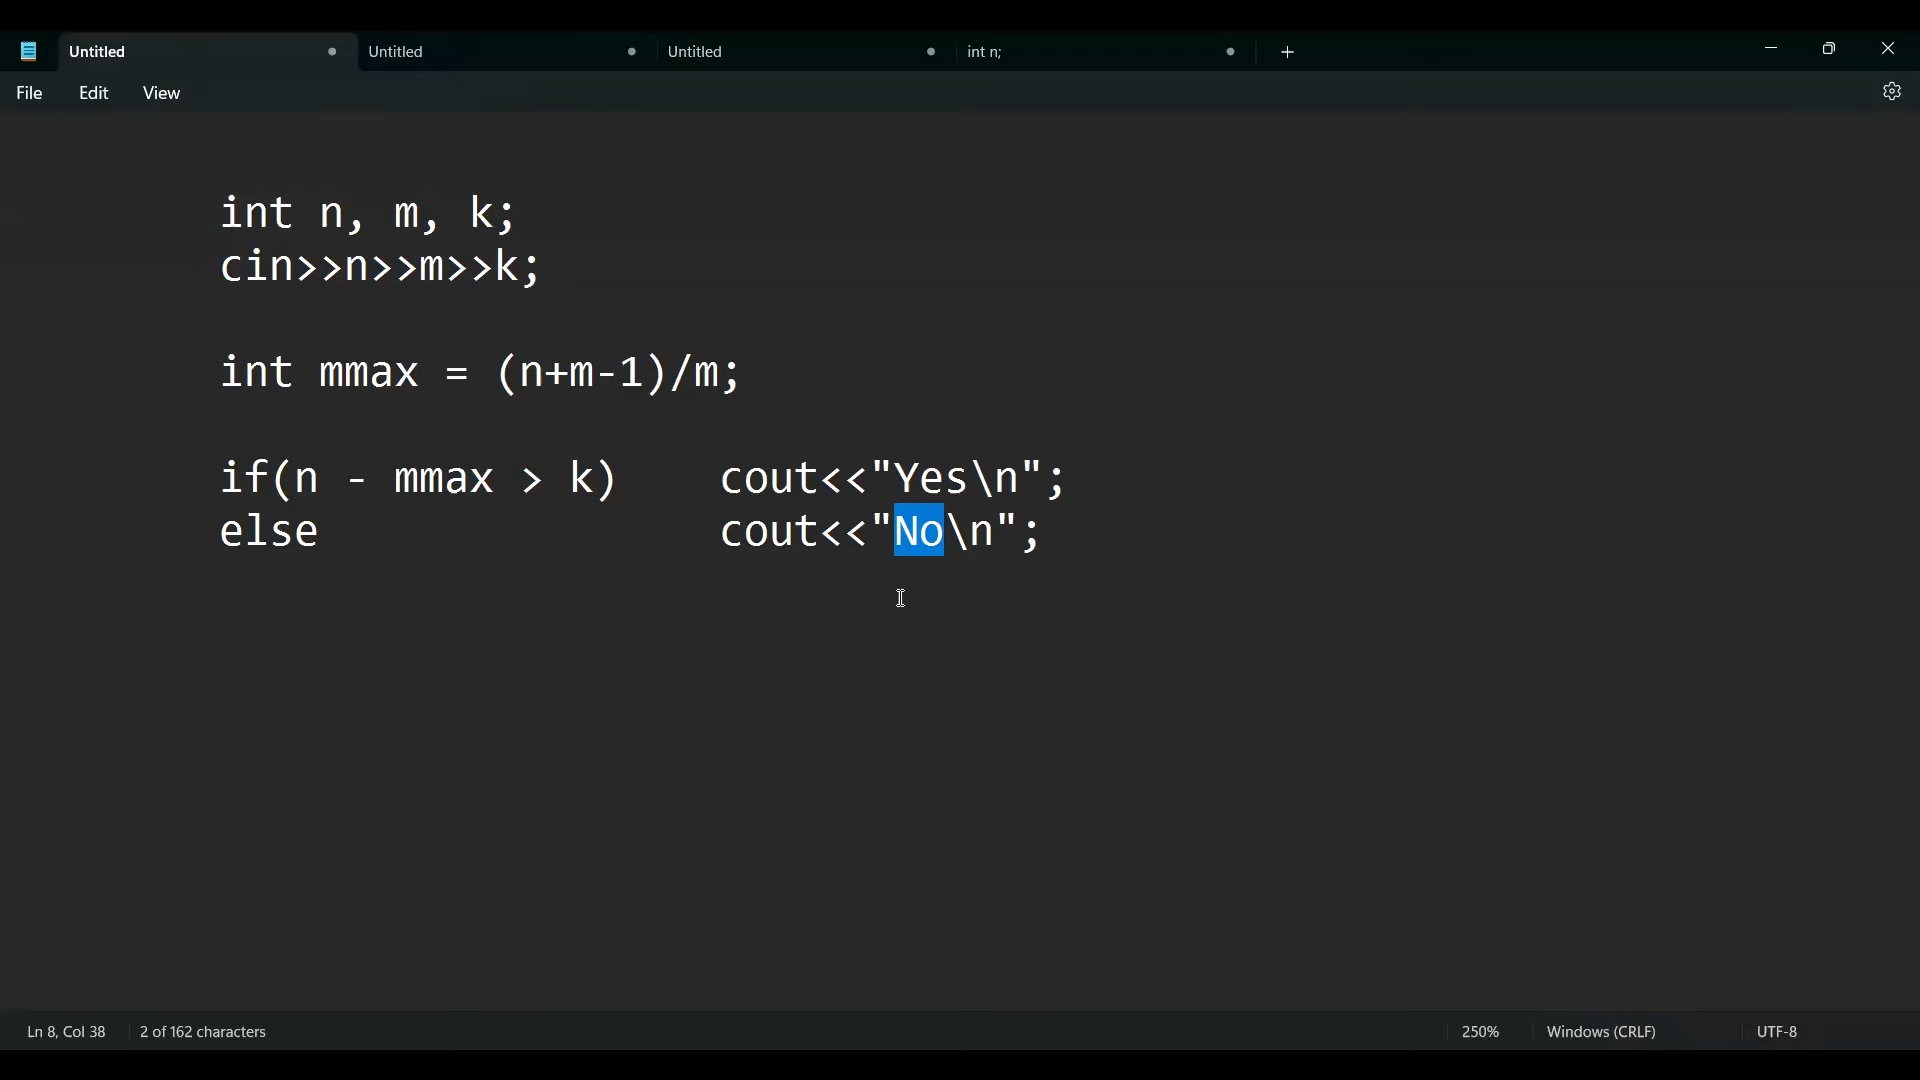 Untitled
Untitled
Untitled
int n;
File Edit View
int n, m, k;
cin>>n>>m>>k;
int mmax = (n+m-1)/m;
if(n - mmax > k) cout<<"Yes\n";
else cout<<"No\n";
Ln 8, Col 38
2 of 162 characters
250%
Windows (CRLF)
UTF-8